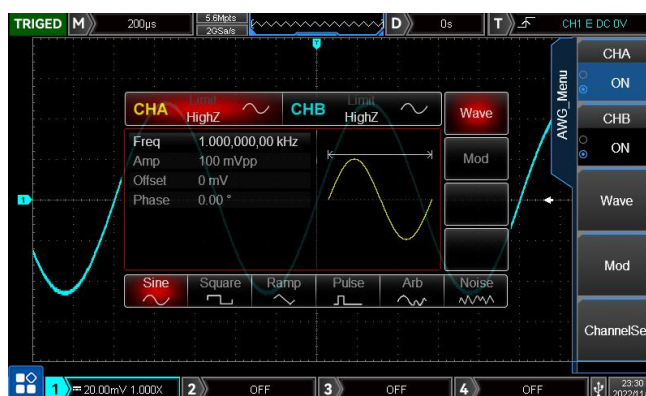 TRIGED M 200µs 5.6Mpts 2GSa/s D 0s T CH1 E DC 0V
T
CHA Limit HighZ CHB Limit HighZ Wave
Freq 1.000,000,00 kHz
Amp 100 mVpp Mod
Offset 0 mV
Phase 0.00 °
Sine Square Ramp Pulse Arb Noise
AWG_Menu
CHA
ON
CHB
ON
Wave
Mod
ChannelSe
1
1 20.00mV 1.000X 2 OFF 3 OFF 4 OFF 23:30
2022/11